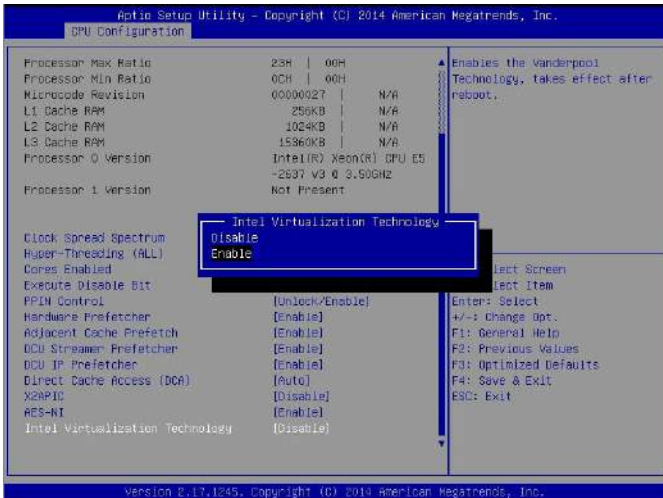 Aptio Setup Utility - Copyright (C) 2014 American Megatrends, Inc.
CPU Configuration
Processor Max Ratio 23H | 00H
Processor Min Ratio 0CH | 00H
Microcode Revision 00000027 | N/A
L1 Cache RAM 256KB | N/A
L2 Cache RAM 1024KB | N/A
L3 Cache RAM 15360KB | N/A
Processor 0 Version Intel(R) Xeon(R) CPU E5
-2637 v3 @ 3.50GHz
Processor 1 Version Not Present
Clock Spread Spectrum
Hyper-Threading (ALL)
Cores Enabled
Execute Disable Bit
PPIN Control [Unlock/Enable]
Hardware Prefetcher [Enable]
Adjacent Cache Prefetch [Enable]
DCU Streamer Prefetcher [Enable]
DCU IP Prefetcher [Enable]
Direct Cache Access (DCA) [Auto]
X2APIC [Disable]
AES-NI [Enable]
Intel Virtualization Technology [Disable]
Intel Virtualization Technology
Disable
Enable
Enables the Vanderpool
Technology, takes effect after
reboot.
lect Screen
lect Item
Enter: Select
+/-: Change Opt.
F1: General Help
F2: Previous Values
F3: Optimized Defaults
F4: Save & Exit
ESC: Exit
Version 2.17.1245. Copyright (C) 2014 American Megatrends, Inc.